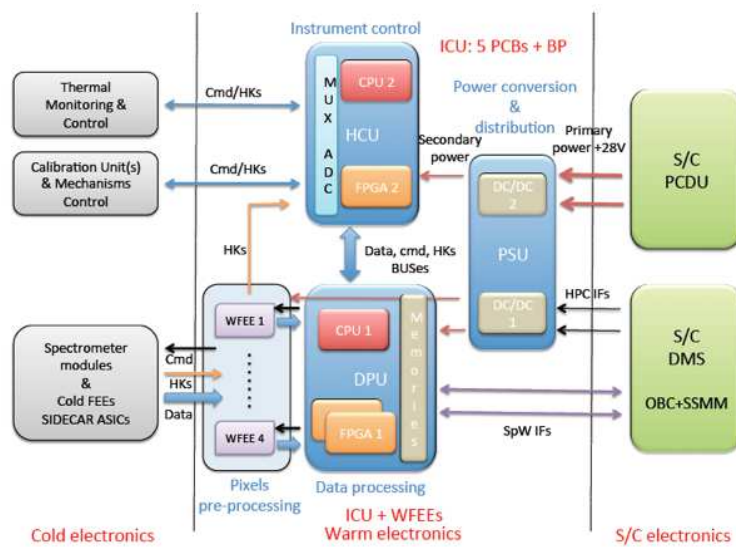 Instrument control
ICU: 5 PCBs + BP
Thermal
Monitoring &
Control
Cmd/HKs
MUX ADC
CPU 2
HCU
FPGA 2
Power conversion
&
distribution
Secondary
power
Primary
power +28V
S/C
PCDU
Calibration Unit(s)
& Mechanisms
Control
Cmd/HKs
DC/DC
2
PSU
DC/DC
1
HKs
Data, cmd, HKs
BUSes
HPC IFs
WFEE 1
CPU 1
Memories
DPU
FPGA 1
WFEE 4
Spectrometer
modules
&
Cold FEEs
SIDECAR ASICs
Cmd
HKs
Data
S/C
DMS
OBC+SSMM
SpW IFs
Pixels
pre-processing
Data processing
Cold electronics
ICU + WFEEs
Warm electronics
S/C electronics